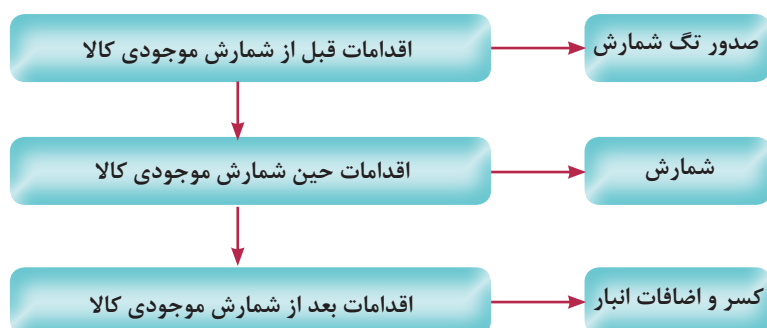 اقدامات قبل از شمارش موجودی کالا
صدور تگ شمارش
اقدامات حین شمارش موجودی کالا
شمارش
اقدامات بعد از شمارش موجودی کالا
کسر و اضافات انبار